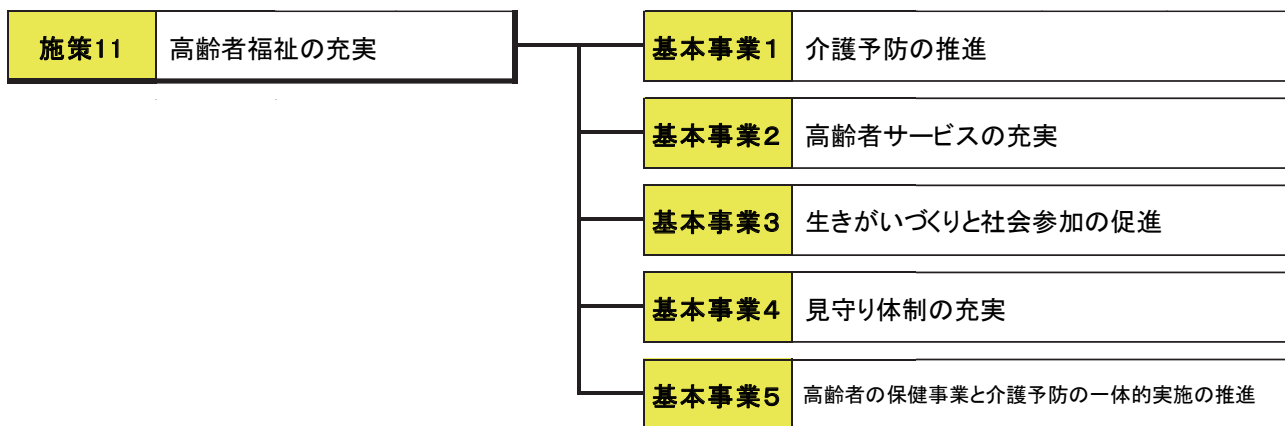 施策11 高齢者福祉の充実
基本事業1 介護予防の推進
基本事業2 高齢者サービスの充実
基本事業3 生きがいづくりと社会参加の促進
基本事業4 見守り体制の充実
基本事業5 高齢者の保健事業と介護予防の一体的実施の推進